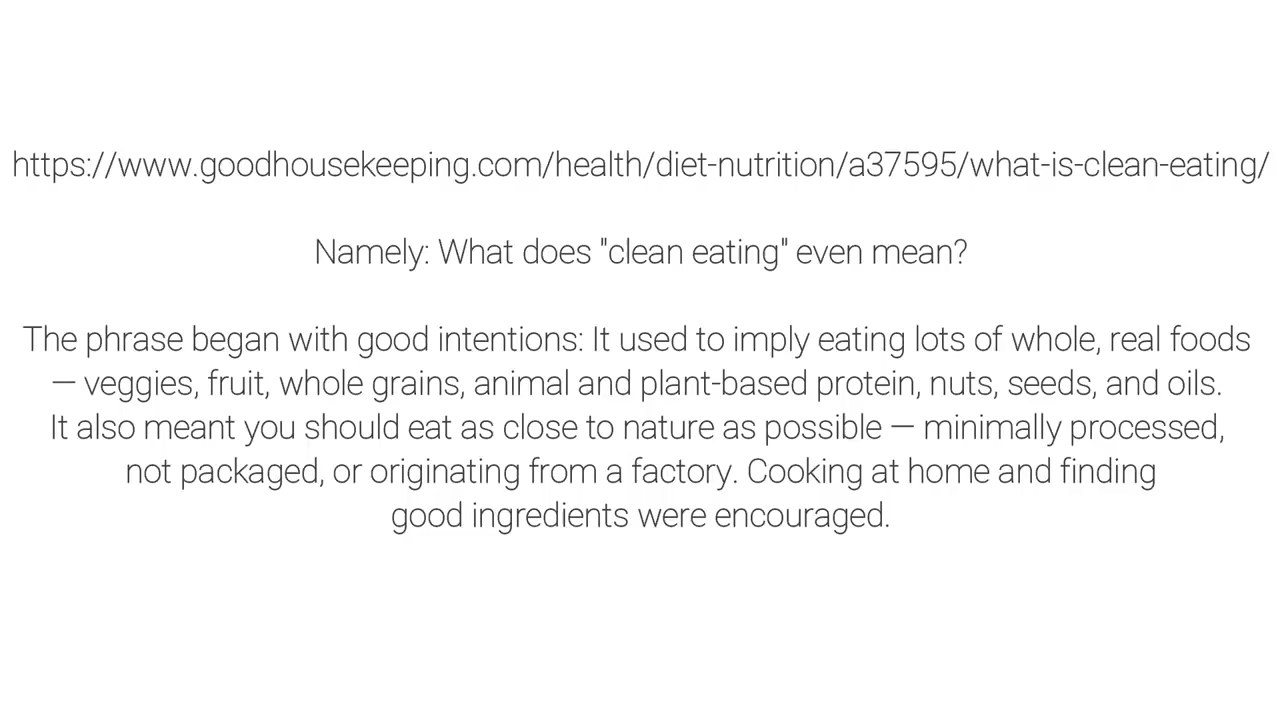 https://www.goodhousekeeping.com/health/diet-nutrition/a37595/what-is-clean-eating/
Namely: What does "clean eating" even mean?
The phrase began with good intentions: It used to imply eating lots of whole, real foods
— veggies, fruit, whole grains, animal and plant-based protein, nuts, seeds, and oils.
It also meant you should eat as close to nature as possible — minimally processed,
not packaged, or originating from a factory. Cooking at home and finding
good ingredients were encouraged.